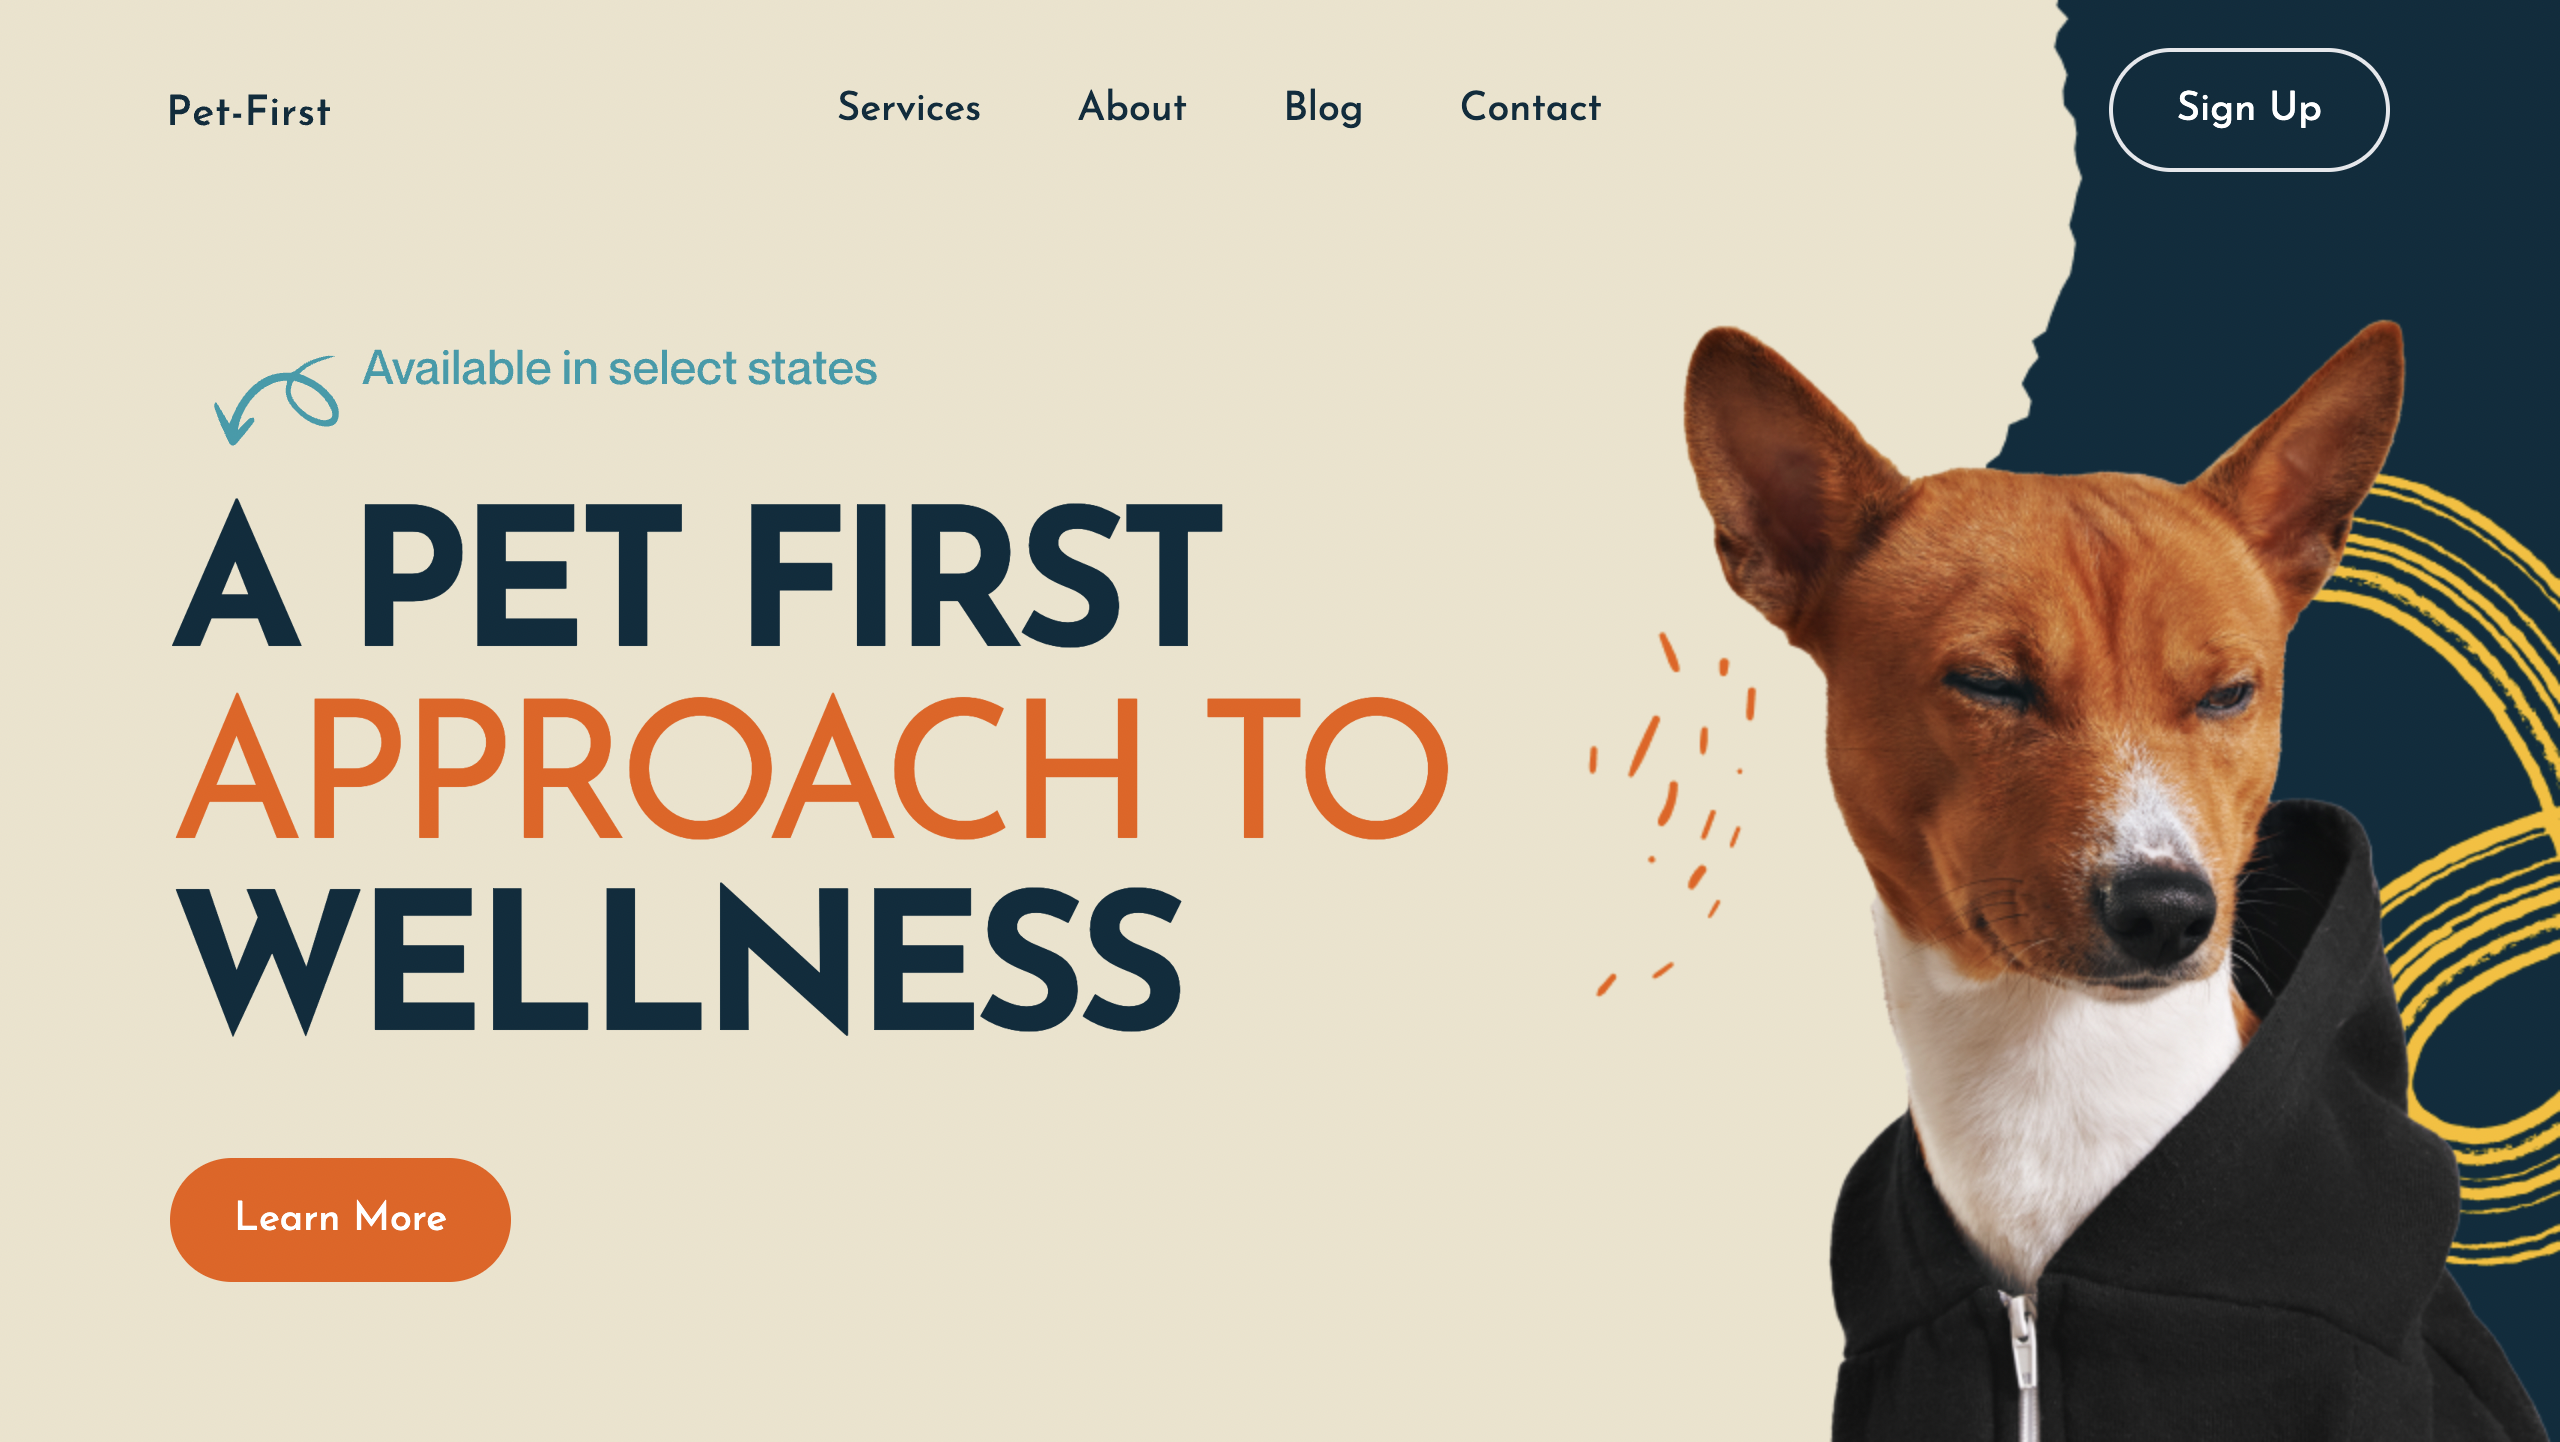 Pet-First
Services
About
Blog
Contact
Sign Up
Available in select states
A PET FIRST
APPROACH TO
WELLNESS
Learn More